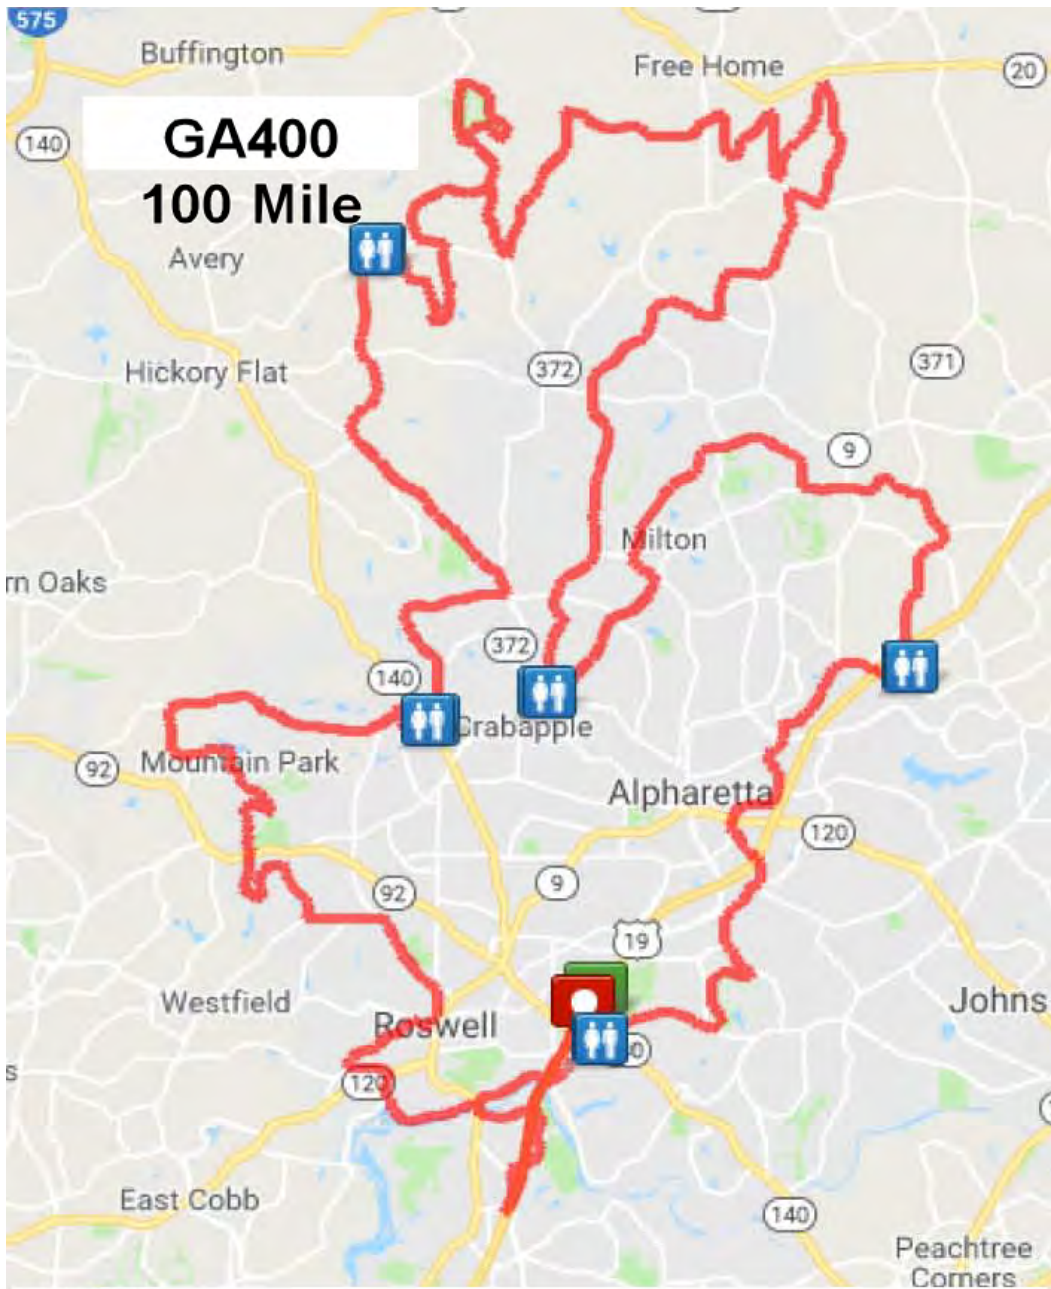 575
Buffington
Free Home
20
140
GA400
100 Mile
Avery
Hickory Flat
372
371
9
Milton
rn Oaks
372
140
Crabapple
92
Mountain Park
Alpharetta
120
92
9
19
Westfield
Johns
Roswell
s
120
East Cobb
140
Peachtree
Corners